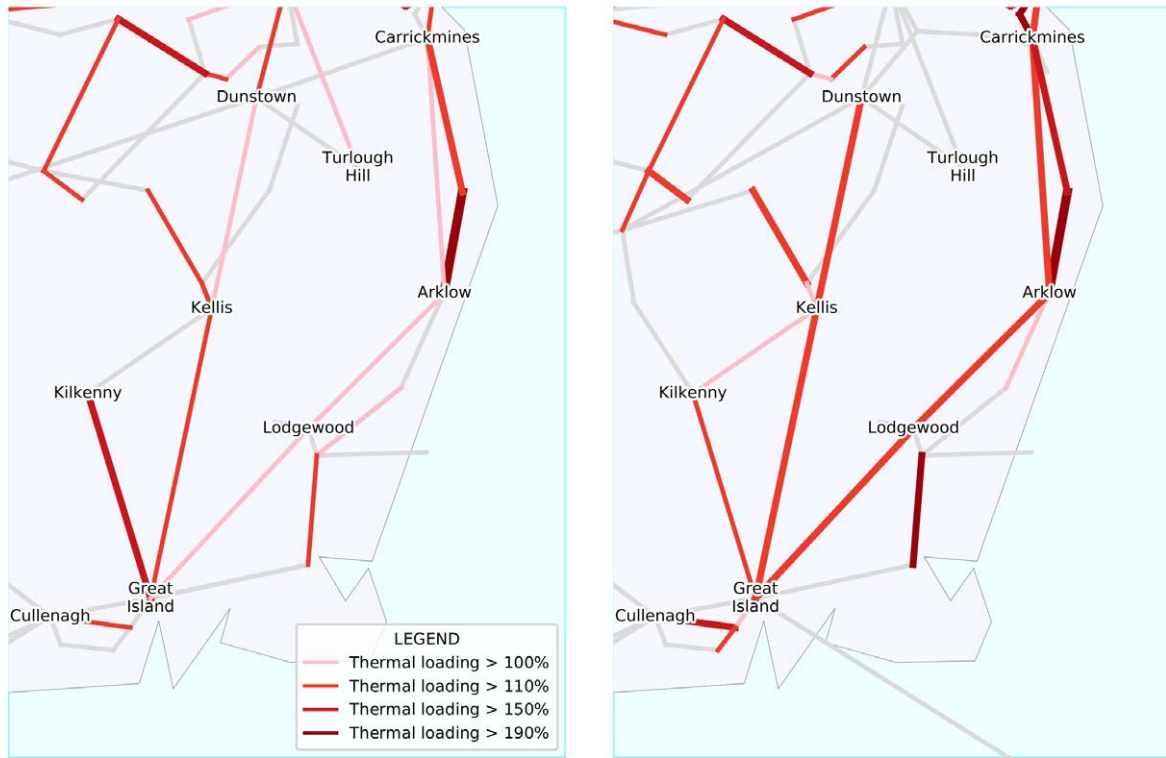 Carrickmines
Dunstown
Turlough
Hill
Kellis
Arklow
Kilkenny
Lodgewood
Great
Island
Cullenagh
LEGEND
Thermal loading > 100%
Thermal loading > 110%
Thermal loading > 150%
Thermal loading > 190%
Carrickmines
Dunstown
Turlough
Hill
Kellis
Arklow
Kilkenny
Lodgewood
Great
Island
Cullenagh